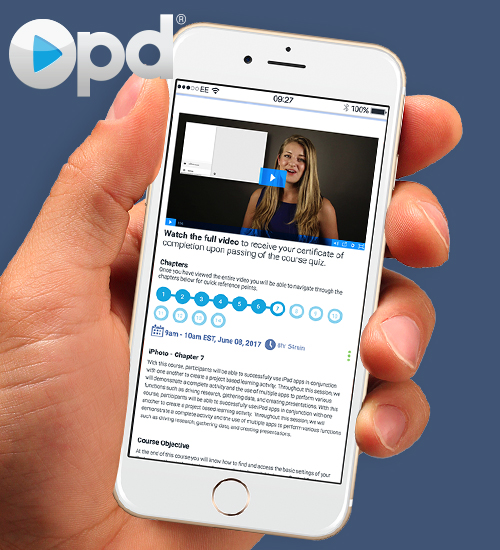 Opd®
●●●○○ EE 09:27 100%
Watch the full video to receive your certificate of
completion upon passing of the course quiz.
Chapters
Once you have viewed the entire video you will be able to navigate through the
chapters below for quick reference points.
1 2 3 4 5 6 7 8 9 10
11 12 13 14
9am - 10am EST, June 08, 2017
iPhoto - Chapter 7
With this course, participants will be able to successfully use iPad apps in conjunction
with one another to create a project based learning activity. Throughout this session, we
will demonstrate a complete activity and the use of multiple apps to perform various
functions such as driving research, gathering data, and creating presentations. With this
course, participants will be able to successfully use iPad apps in conjunction with one
another to create a project based learning activity. Throughout this session, we will
demonstrate a complete activity and the use of multiple apps to perform various functions
such as driving research, gathering data, and creating presentations.
Course Objective
At the end of this course you will know how to find and access the basic settings of your